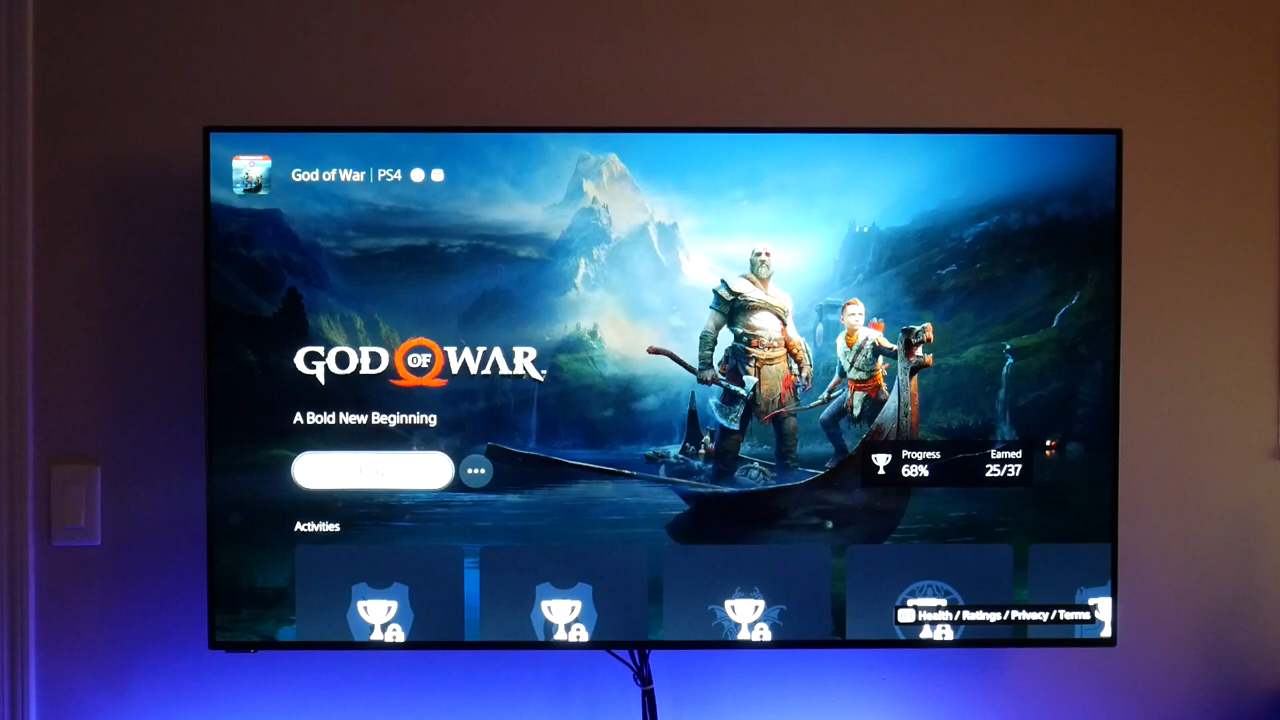 God of War | PS4
GOD OF WAR
A Bold New Beginning
Progress
68%
Earned
25/37
Activities
Health / Ratings / Privacy / Terms